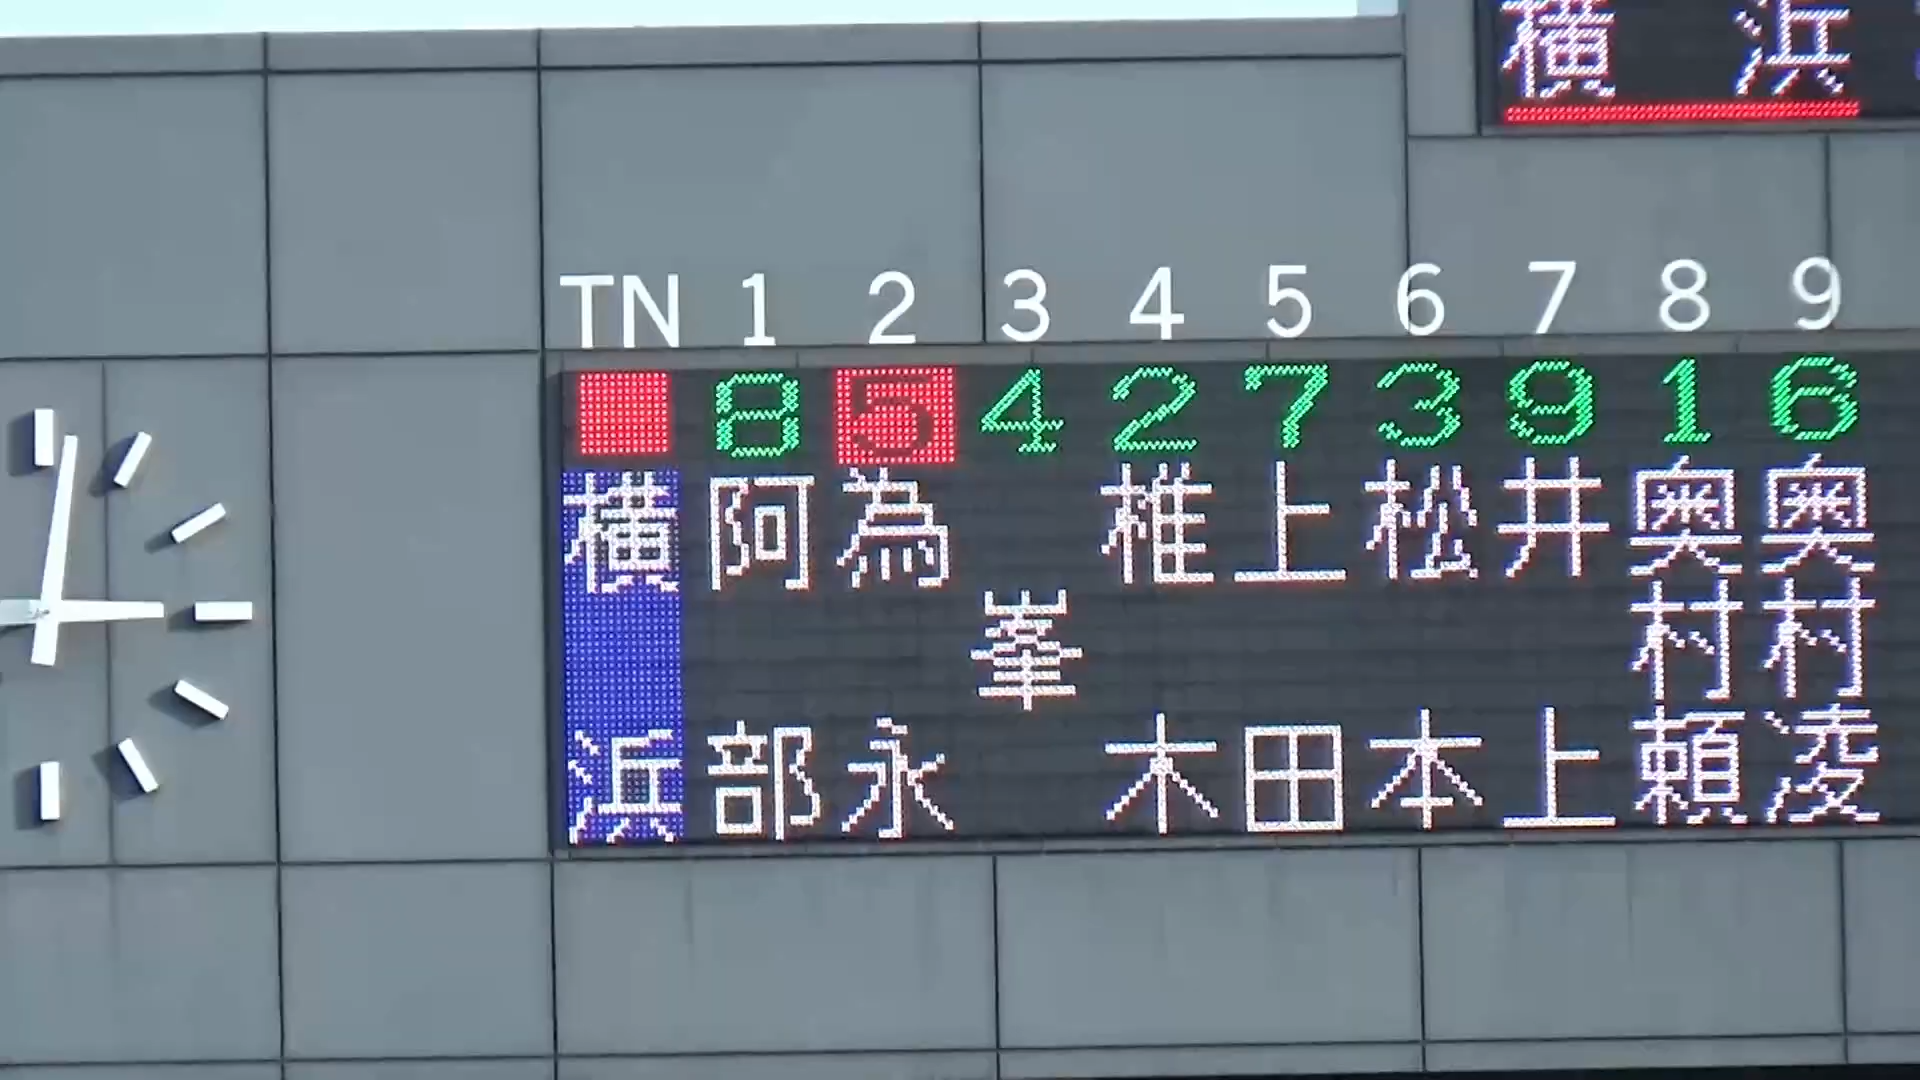 横浜
TN 1 2 3 4 5 6 7 8 9
8 5 4 2 7 3 9 1 6
横浜
阿部
為永
峯
椎木
上田
松本
井上
奥村頼
奥村凌